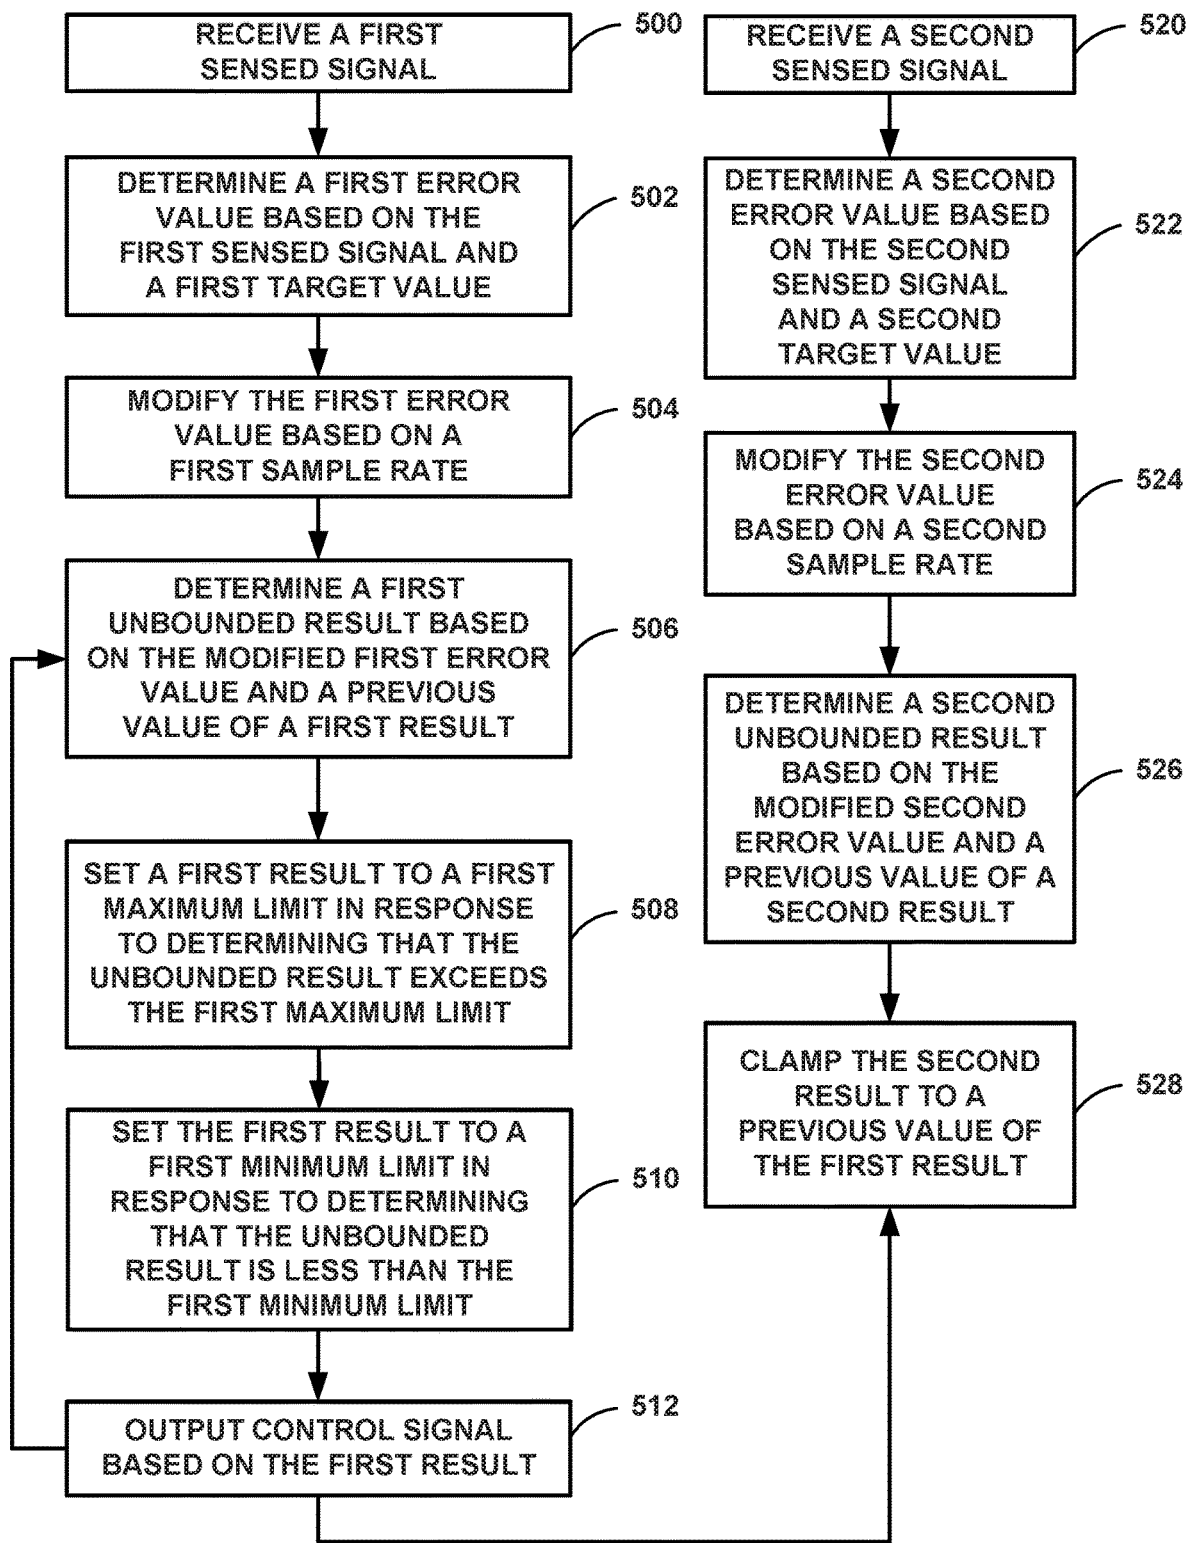 RECEIVE A FIRST
SENSED SIGNAL
500
DETERMINE A FIRST ERROR
VALUE BASED ON THE
FIRST SENSED SIGNAL AND
A FIRST TARGET VALUE
502
MODIFY THE FIRST ERROR
VALUE BASED ON A
FIRST SAMPLE RATE
504
DETERMINE A FIRST
UNBOUNDED RESULT BASED
ON THE MODIFIED FIRST ERROR
VALUE AND A PREVIOUS
VALUE OF A FIRST RESULT
506
SET A FIRST RESULT TO A FIRST
MAXIMUM LIMIT IN RESPONSE
TO DETERMINING THAT THE
UNBOUNDED RESULT EXCEEDS
THE FIRST MAXIMUM LIMIT
508
SET THE FIRST RESULT TO A
FIRST MINIMUM LIMIT IN
RESPONSE TO DETERMINING
THAT THE UNBOUNDED
RESULT IS LESS THAN THE
FIRST MINIMUM LIMIT
510
OUTPUT CONTROL SIGNAL
BASED ON THE FIRST RESULT
512
RECEIVE A SECOND
SENSED SIGNAL
520
DETERMINE A SECOND
ERROR VALUE BASED
ON THE SECOND
SENSED SIGNAL
AND A SECOND
TARGET VALUE
522
MODIFY THE SECOND
ERROR VALUE
BASED ON A SECOND
SAMPLE RATE
524
DETERMINE A SECOND
UNBOUNDED RESULT
BASED ON THE
MODIFIED SECOND
ERROR VALUE AND A
PREVIOUS VALUE OF A
SECOND RESULT
526
CLAMP THE SECOND
RESULT TO A
PREVIOUS VALUE OF
THE FIRST RESULT
528